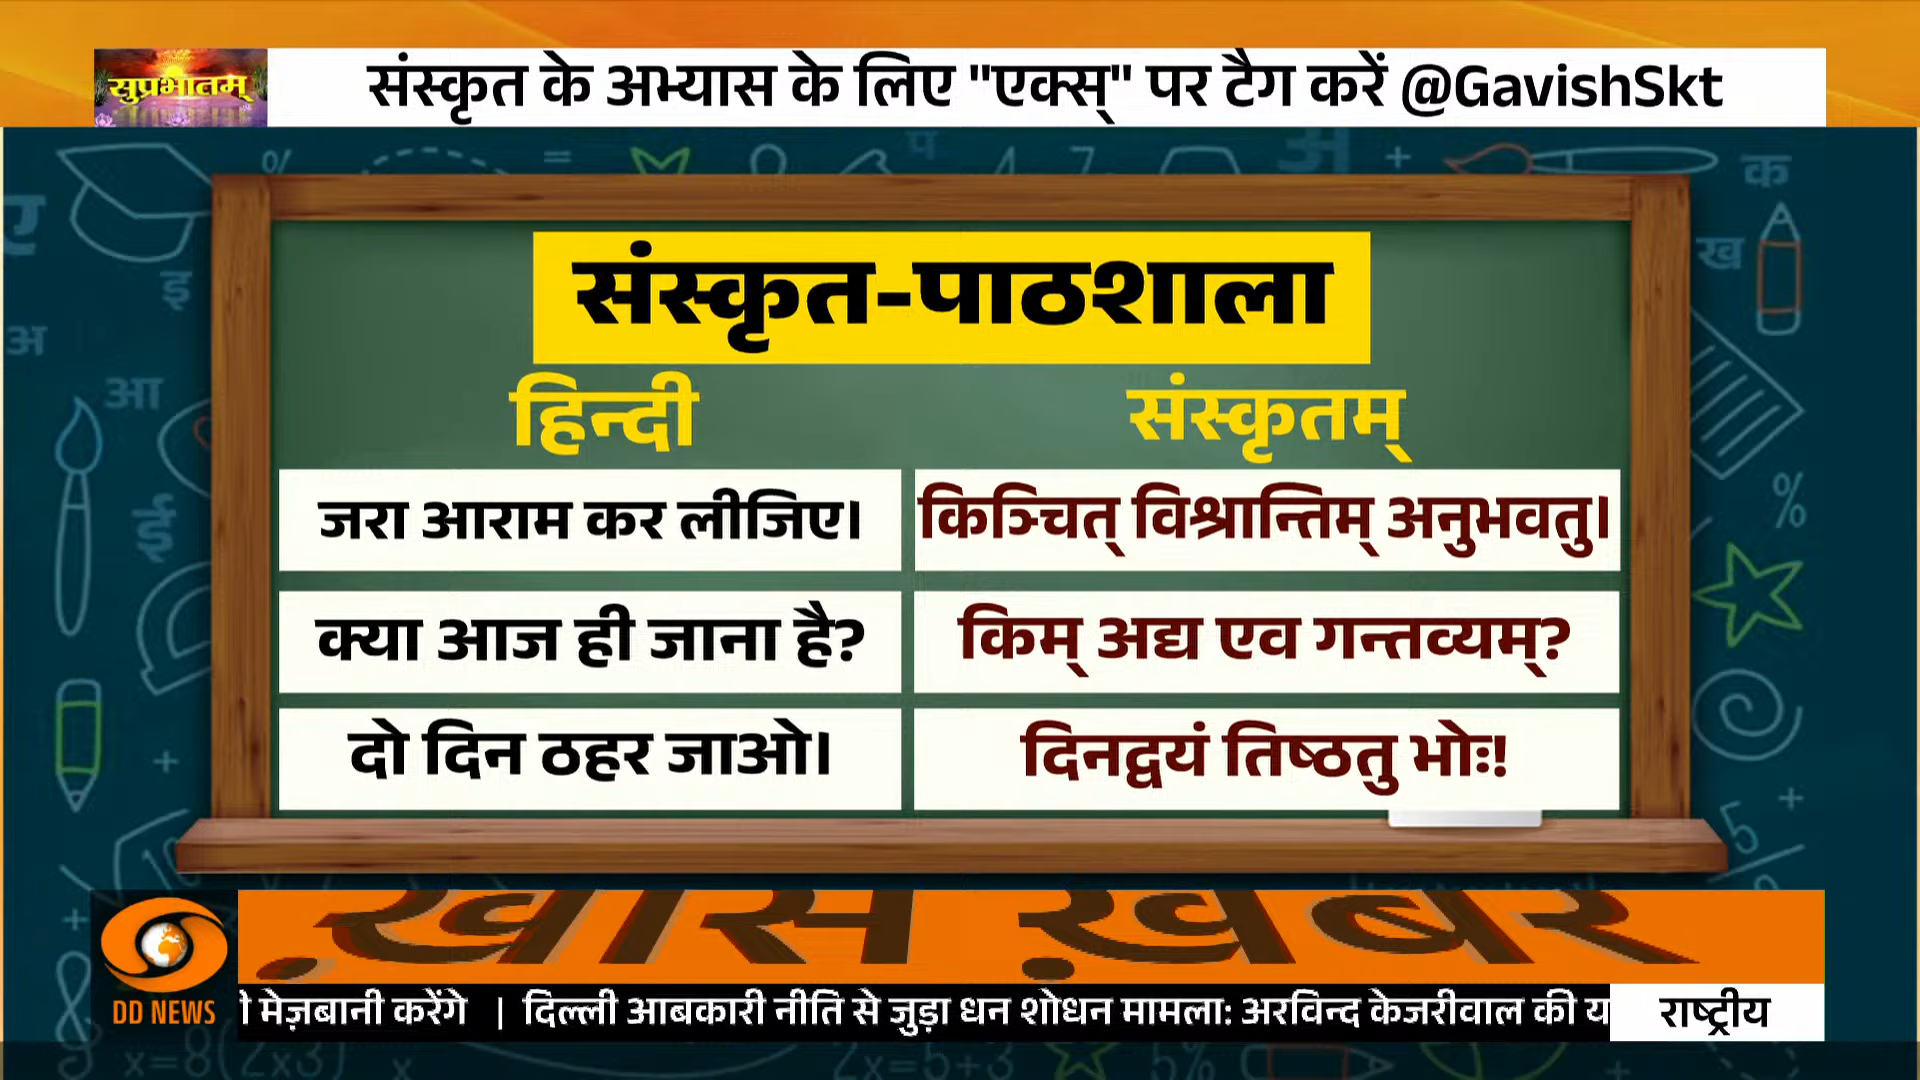 सुप्रभातम्
संस्कृत के अभ्यास के लिए "एक्स्" पर टैग करें @GavishSkt
संस्कृत-पाठशाला
हिन्दी
संस्कृतम्
जरा आराम कर लीजिए।
किञ्चित् विश्रान्तिम् अनुभवतु।
क्या आज ही जाना है?
किम् अद्य एव गन्तव्यम्?
दो दिन ठहर जाओ।
दिनद्वयं तिष्ठतु भोः!
ख़ास ख़बर
DD NEWS
मेज़बानी करेंगे | दिल्ली आबकारी नीति से जुड़ा धन शोधन मामला: अरविन्द केजरीवाल की
राष्ट्रीय